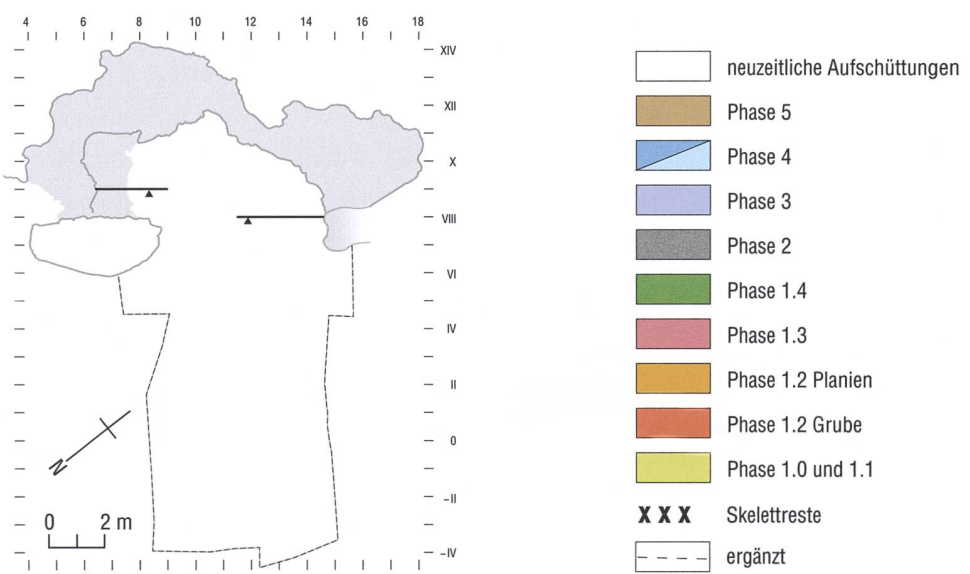 4 6 8 10 12 14 16 18
XIV
XII
X
VIII
VI
IV
II
0
–II
–IV
N
0 2 m
neuzeitliche Aufschüttungen
Phase 5
Phase 4
Phase 3
Phase 2
Phase 1.4
Phase 1.3
Phase 1.2 Planien
Phase 1.2 Grube
Phase 1.0 und 1.1
X X X Skelettreste
ergänzt